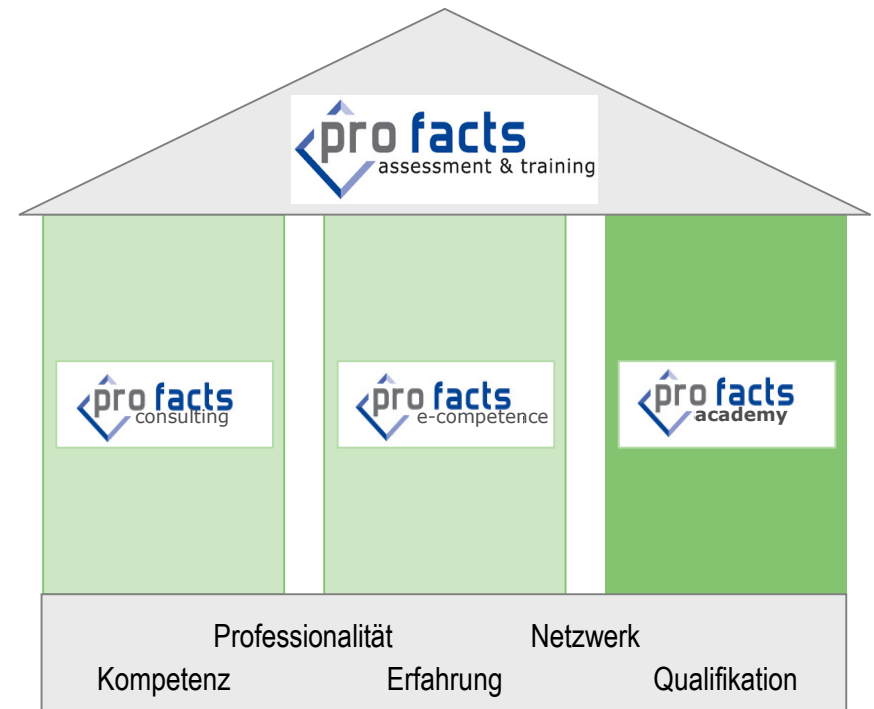 pro facts
assessment & training
pro facts
consulting
pro facts
e-competence
pro facts
academy
Professionalität Netzwerk
Kompetenz Erfahrung Qualifikation